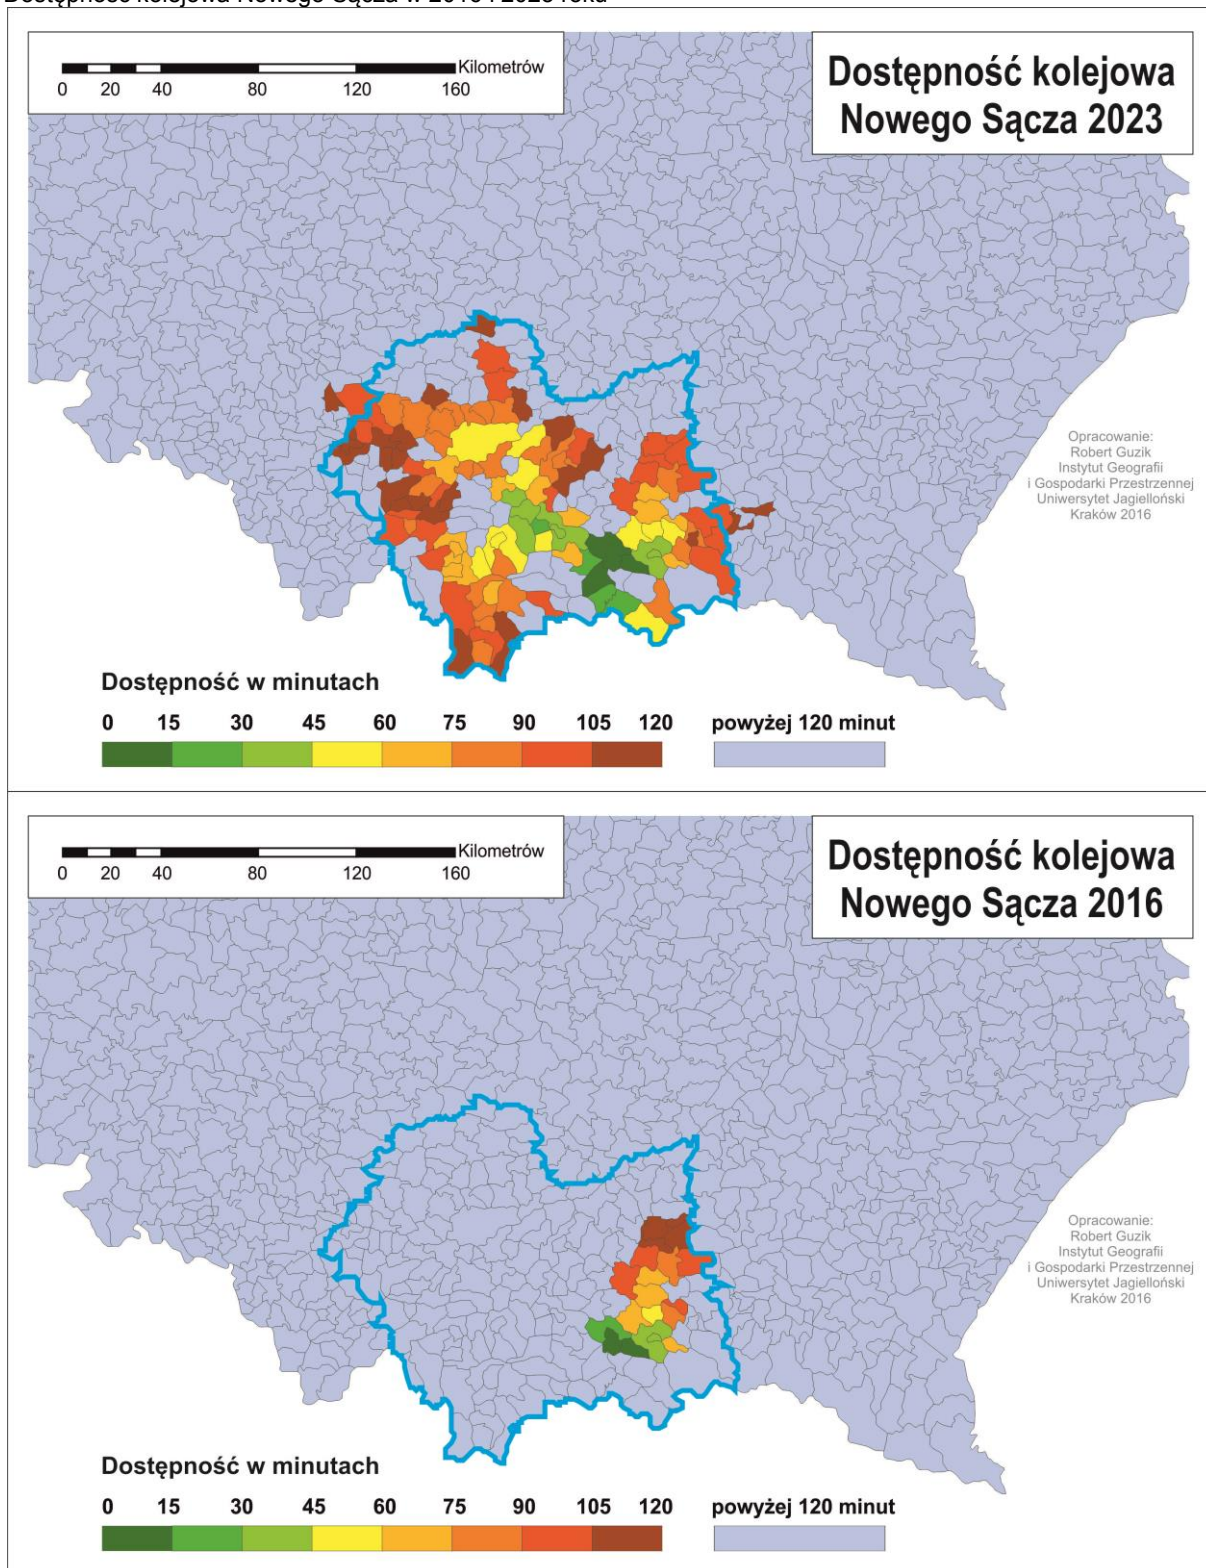 Dostępność kolejowa Nowego Sącza w 2016 i 2023 roku
Kilometrów
0 20 40 80 120 160
Dostępność kolejowa
Nowego Sącza 2023
Opracowanie:
Robert Guzik
Instytut Geografii
i Gospodarki Przestrzennej
Uniwersytet Jagielloński
Kraków 2016
Dostępność w minutach
0 15 30 45 60 75 90 105 120 powyżej 120 minut
Kilometrów
0 20 40 80 120 160
Dostępność kolejowa
Nowego Sącza 2016
Opracowanie:
Robert Guzik
Instytut Geografii
i Gospodarki Przestrzennej
Uniwersytet Jagielloński
Kraków 2016
Dostępność w minutach
0 15 30 45 60 75 90 105 120 powyżej 120 minut